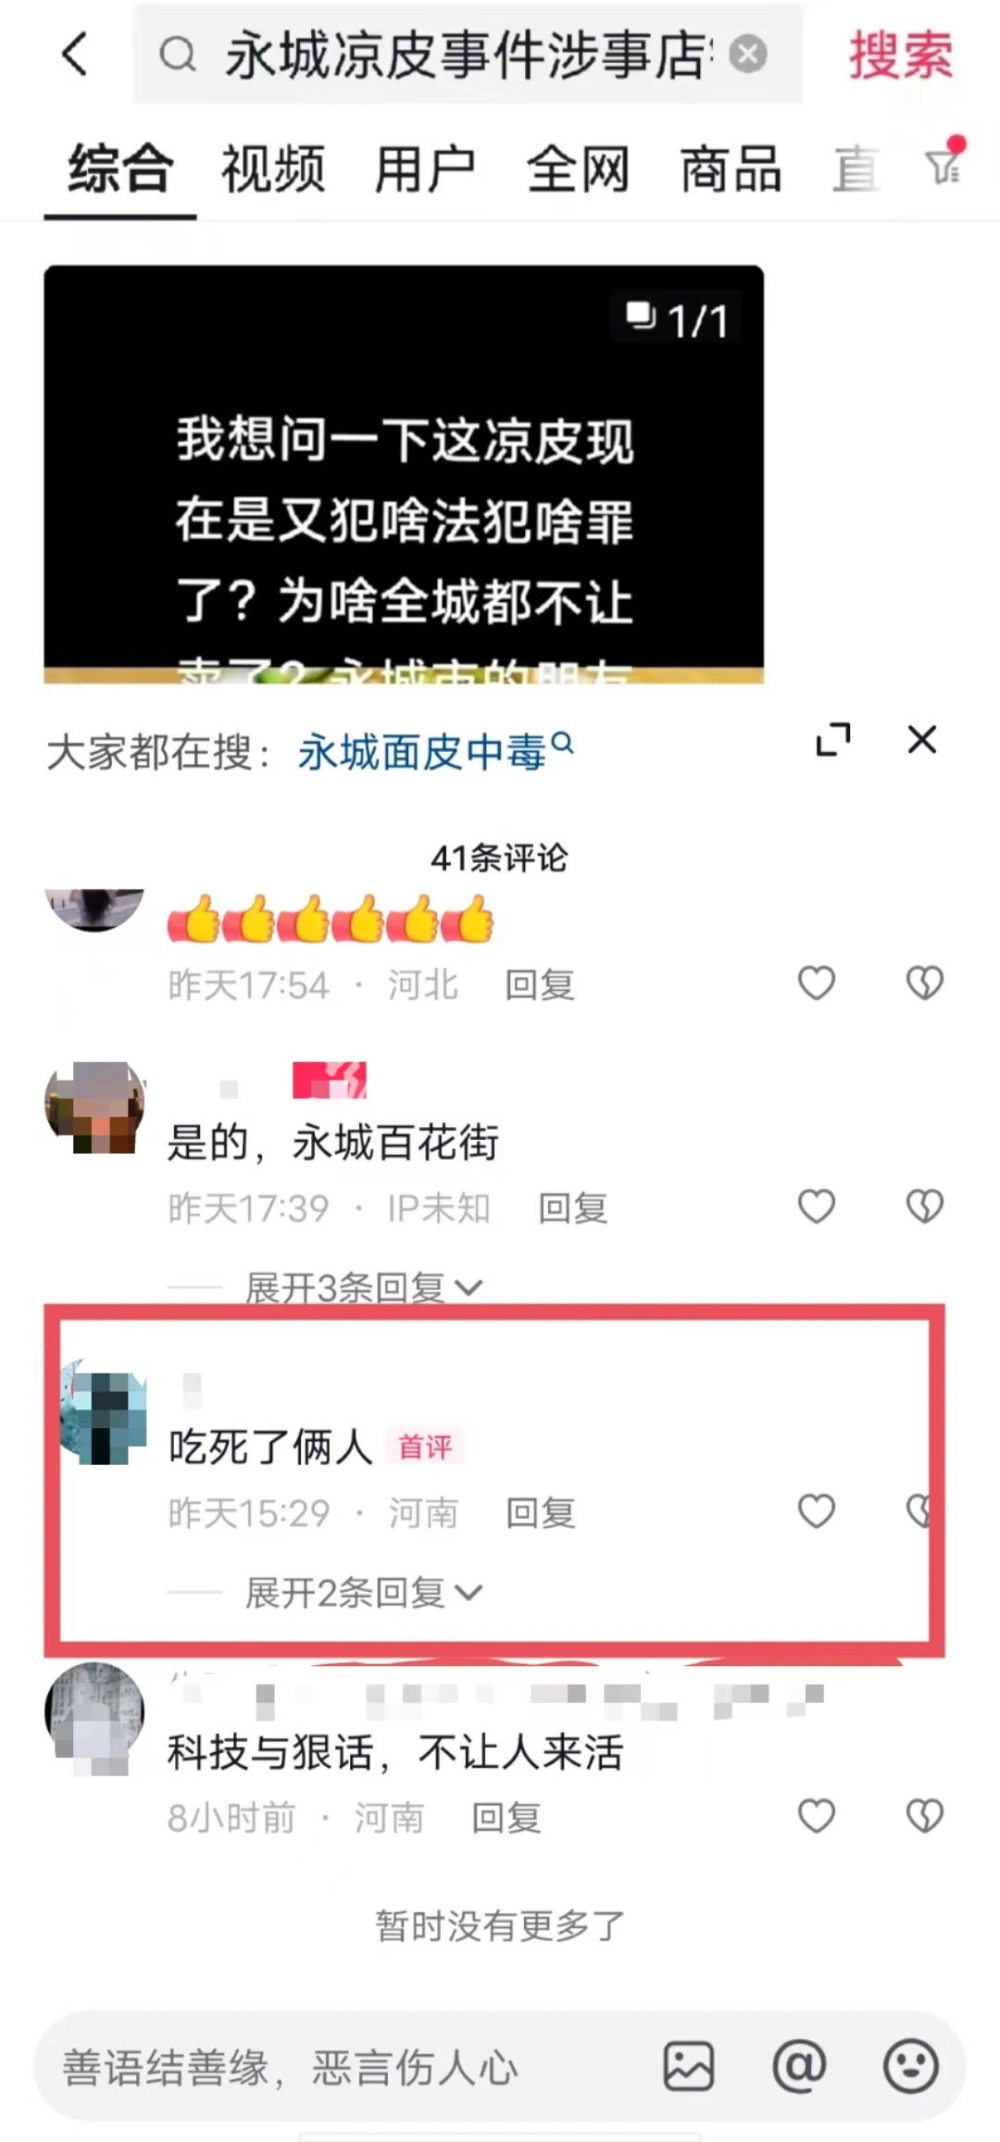 永城凉皮事件涉事店
搜索
综合 视频 用户 全网 商品 直
1/1
我想问一下这凉皮现
在是又犯啥法犯啥罪
了？为啥全城都不让
卖了？永城市的朋友
大家都在搜：永城面皮中毒
41条评论
👍👍👍👍👍👍
昨天17:54 · 河北 回复
是的，永城百花街
昨天17:39 · IP未知 回复
展开3条回复
吃死了俩人 首评
昨天15:29 · 河南 回复
展开2条回复
科技与狠话，不让人来活
8小时前 · 河南 回复
暂时没有更多了
善语结善缘，恶言伤人心